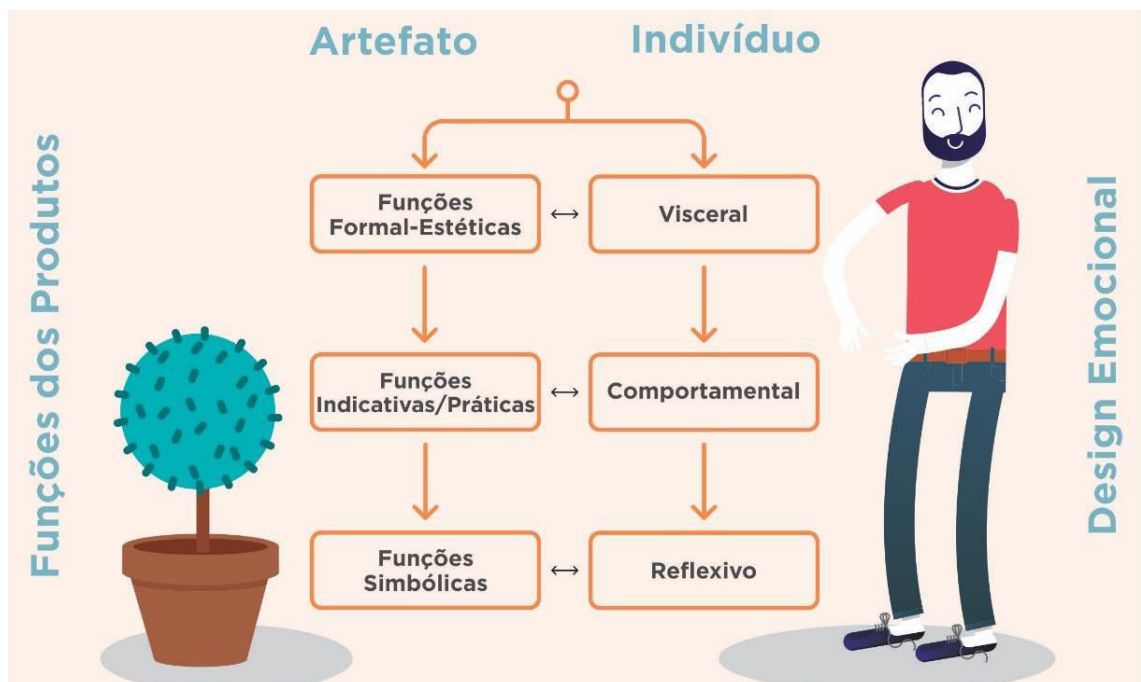 Artefato
Indivíduo
Funções dos Produtos
Funções
Formal-Estéticas
Visceral
Funções
Indicativas/Práticas
Comportamental
Funções
Simbólicas
Reflexivo
Design Emocional